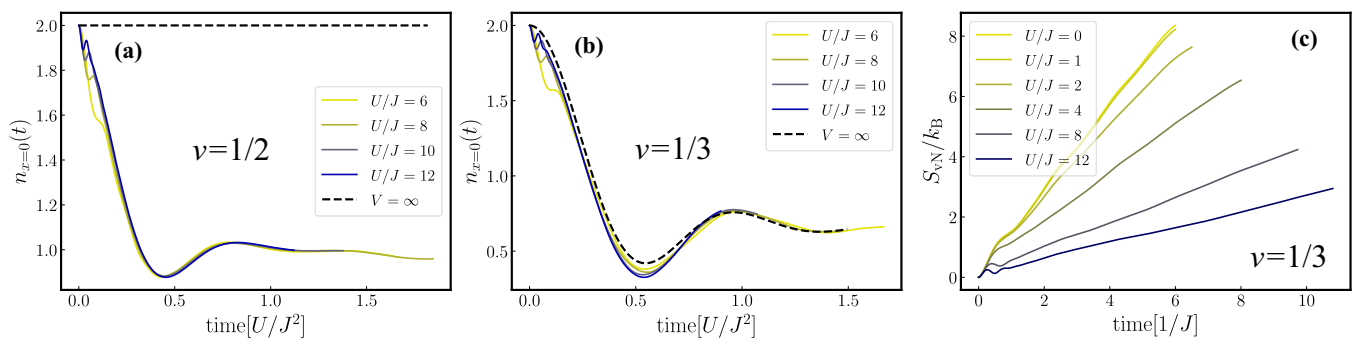 (a)
n_{x=0}(t)
2.0
1.8
1.6
1.4
1.2
1.0
0.0 0.5 1.0 1.5
time[U/J²]
ν=1/2
U/J = 6
U/J = 8
U/J = 10
U/J = 12
V = ∞
(b)
n_{x=0}(t)
2.0
1.5
1.0
0.5
0.0 0.5 1.0 1.5
time[U/J²]
ν=1/3
U/J = 6
U/J = 8
U/J = 10
U/J = 12
V = ∞
(c)
S_{vN}/k_B
8
6
4
2
0
0 2 4 6 8 10
time[1/J]
ν=1/3
U/J = 0
U/J = 1
U/J = 2
U/J = 4
U/J = 8
U/J = 12